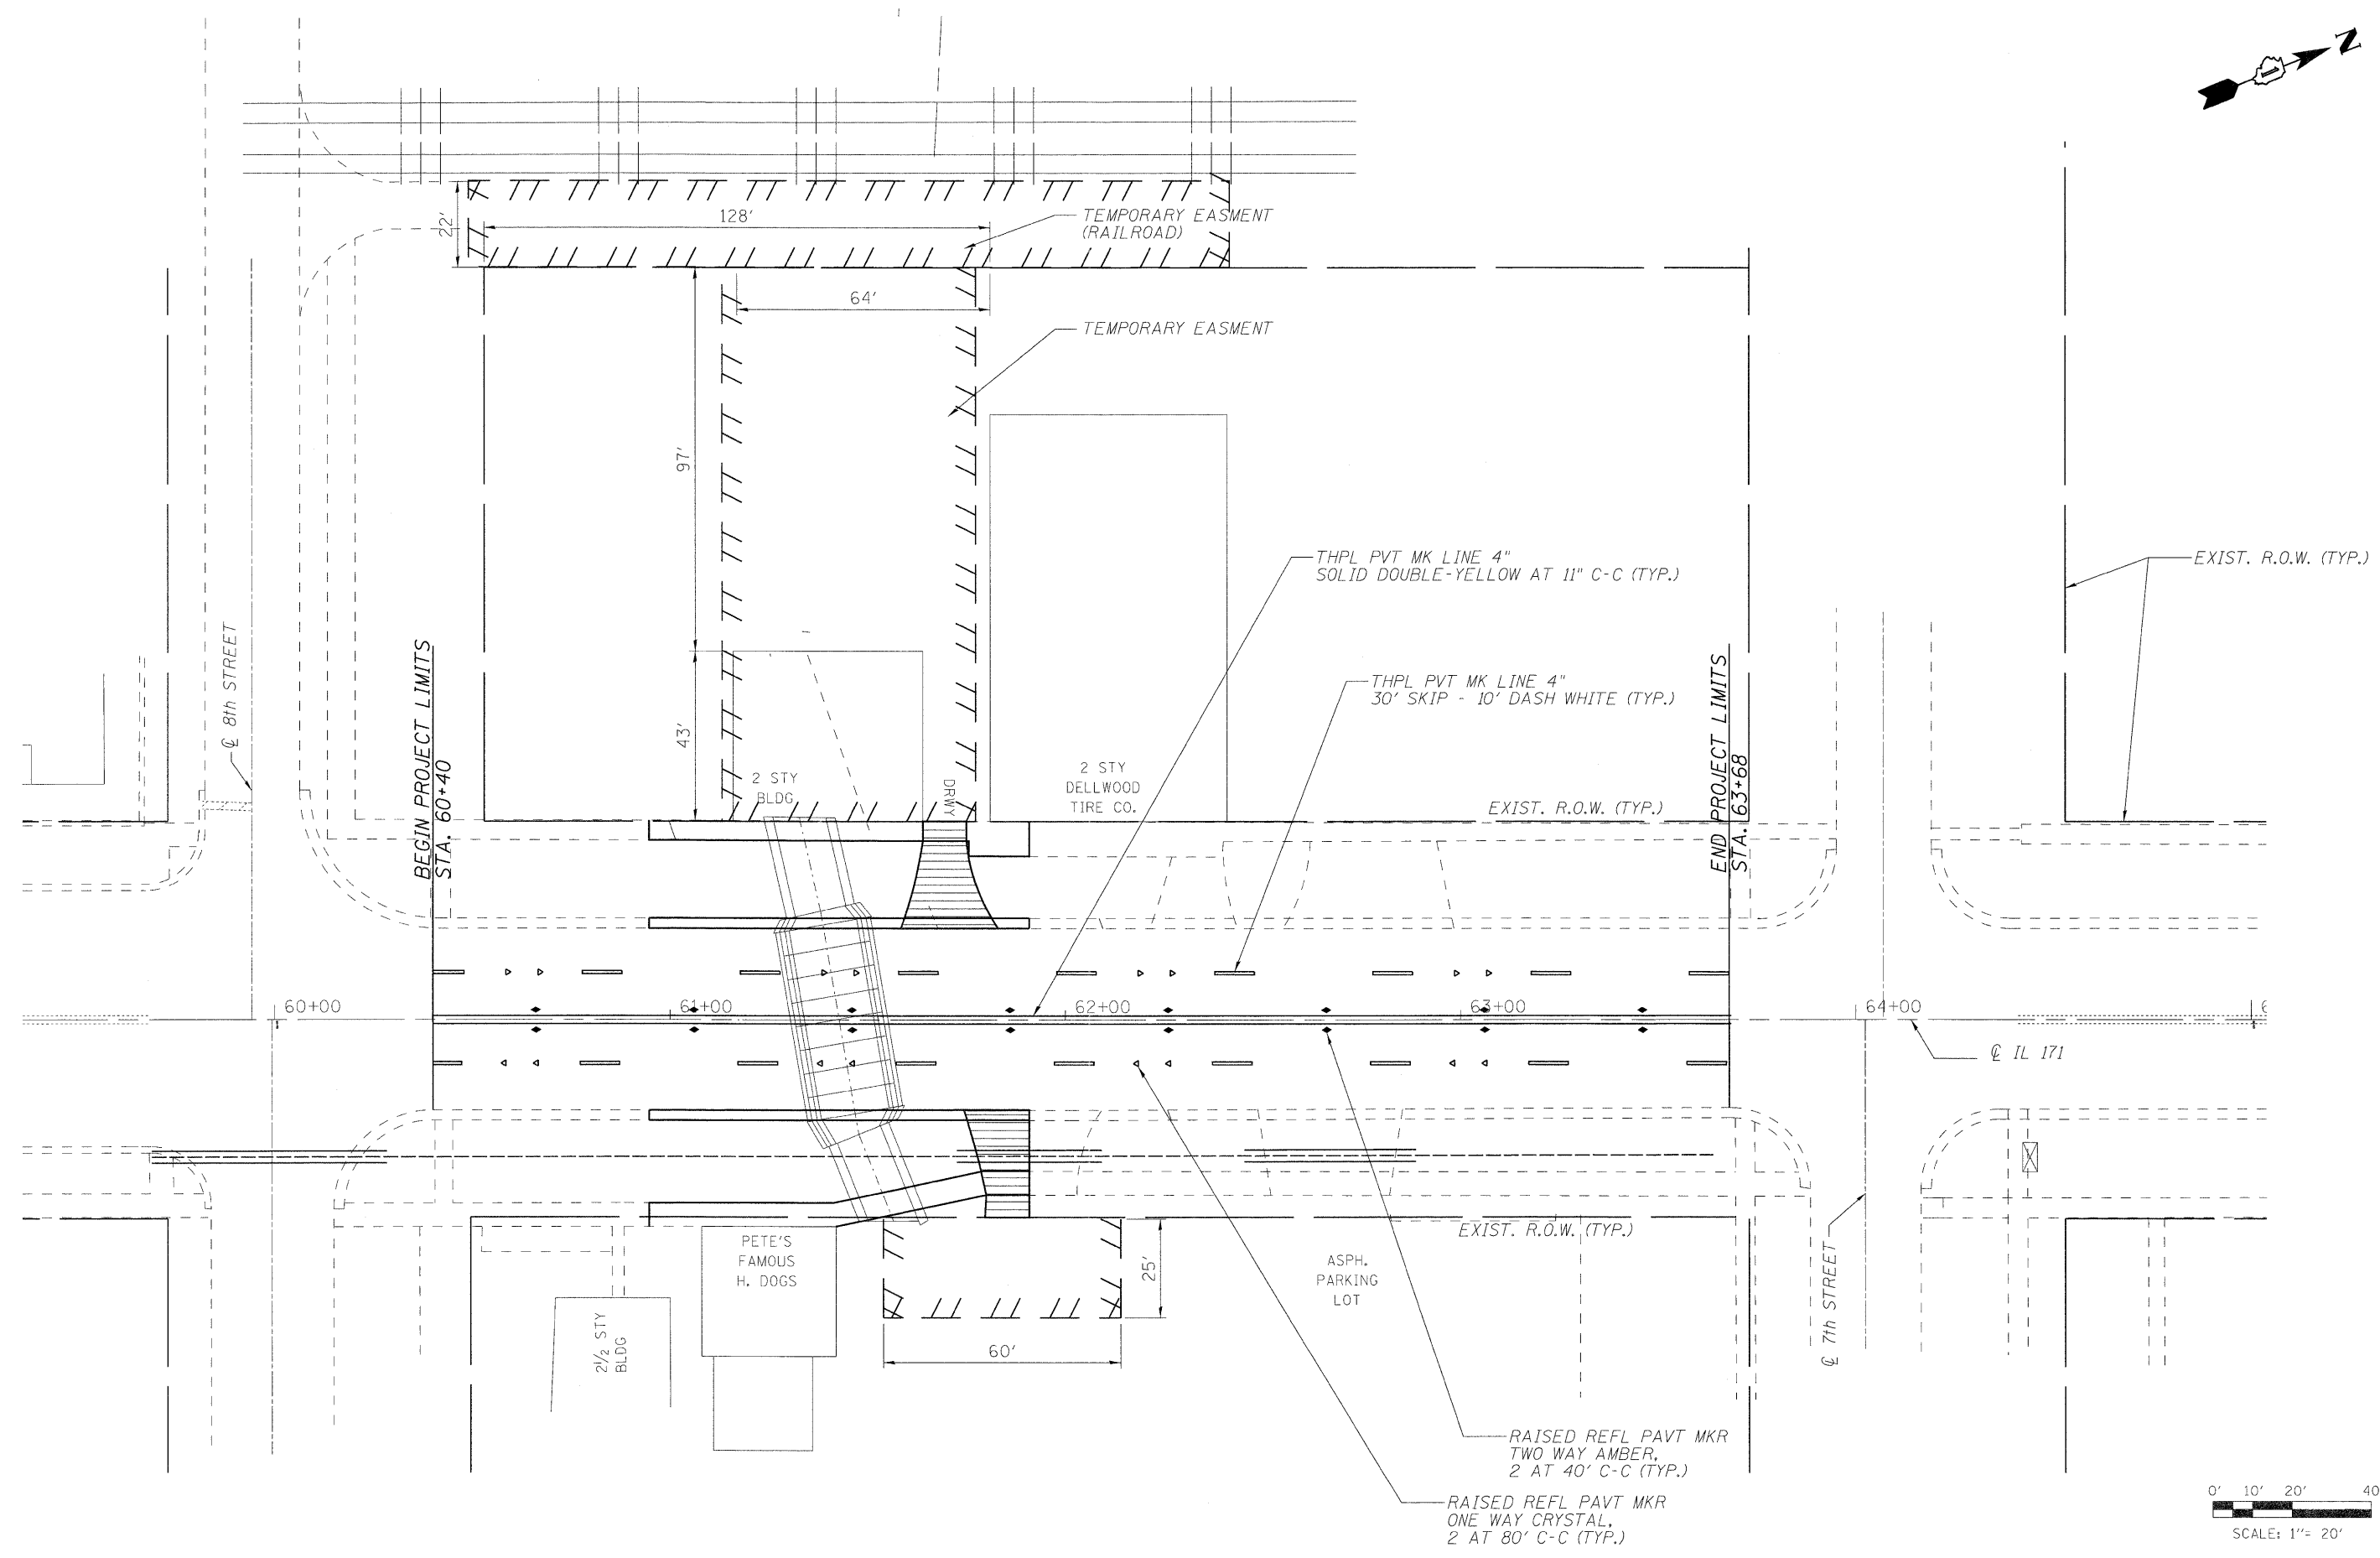 N
22'
128'
TEMPORARY EASMENT
(RAILROAD)
64'
TEMPORARY EASMENT
97'
THPL PVT MK LINE 4"
SOLID DOUBLE-YELLOW AT 11" C-C (TYP.)
EXIST. R.O.W. (TYP.)
℄ 8th STREET
BEGIN PROJECT LIMITS
STA. 60+40
43'
THPL PVT MK LINE 4"
30' SKIP - 10' DASH WHITE (TYP.)
END PROJECT LIMITS
STA. 63+68
2 STY
BLDG
DRWY
2 STY
DELLWOOD
TIRE CO.
EXIST. R.O.W. (TYP.)
60+00
61+00
62+00
63+00
64+00
℄ IL 171
PETE'S
FAMOUS
H. DOGS
EXIST. R.O.W. (TYP.)
25'
ASPH.
PARKING
LOT
℄ 7th STREET
2 1/2 STY
BLDG
60'
RAISED REFL PAVT MKR
TWO WAY AMBER,
2 AT 40' C-C (TYP.)
RAISED REFL PAVT MKR
ONE WAY CRYSTAL,
2 AT 80' C-C (TYP.)
0' 10' 20' 40
SCALE: 1"= 20'